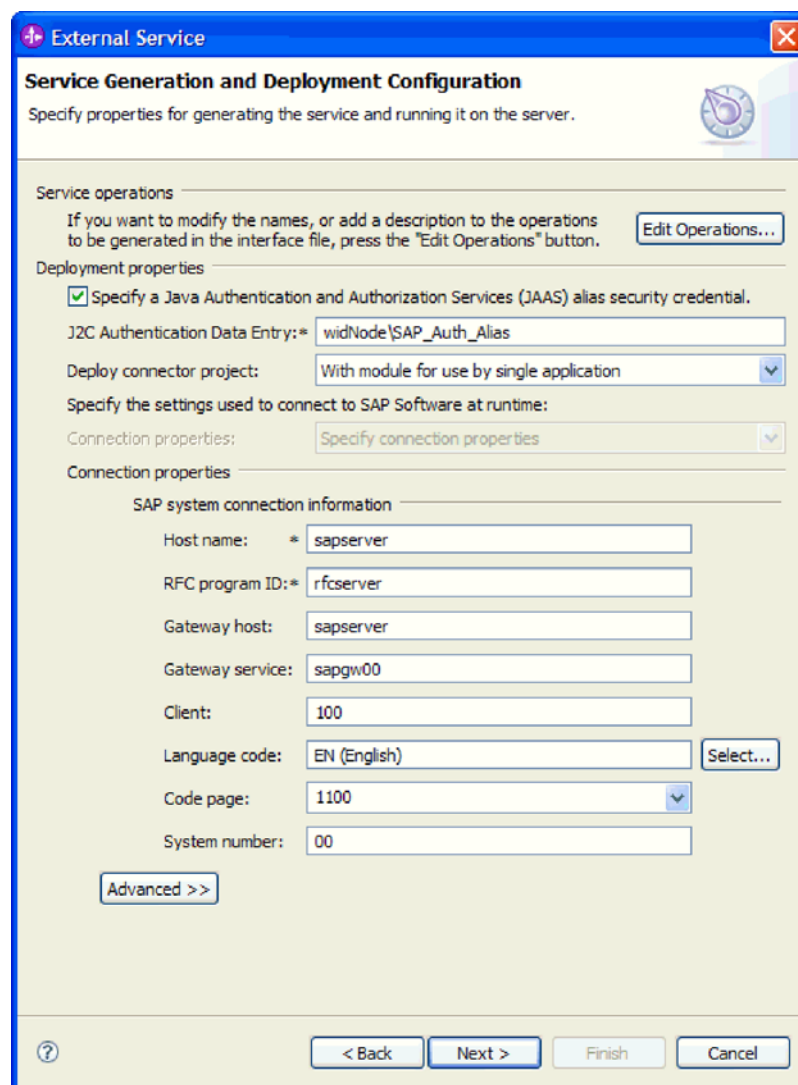 External Service
Service Generation and Deployment Configuration
Specify properties for generating the service and running it on the server.
Service operations
If you want to modify the names, or add a description to the operations
to be generated in the interface file, press the "Edit Operations" button.
Edit Operations...
Deployment properties
Specify a Java Authentication and Authorization Services (JAAS) alias security credential.
J2C Authentication Data Entry:* widNode\SAP_Auth_Alias
Deploy connector project: With module for use by single application
Specify the settings used to connect to SAP Software at runtime:
Connection properties: Specify connection properties
Connection properties
SAP system connection information
Host name: * sapserver
RFC program ID:* rfcserver
Gateway host: sapserver
Gateway service: sapgw00
Client: 100
Language code: EN (English) Select...
Code page: 1100
System number: 00
Advanced >>
? < Back Next > Finish Cancel